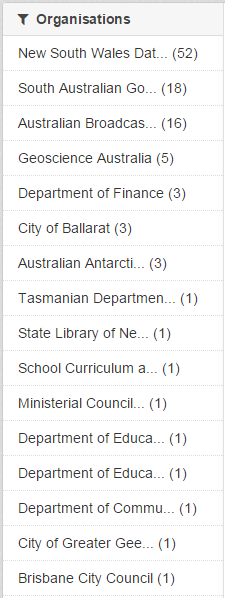 Organisations
New South Wales Dat... (52)
South Australian Go... (18)
Australian Broadcas... (16)
Geoscience Australia (5)
Department of Finance (3)
City of Ballarat (3)
Australian Antarcti... (3)
Tasmanian Departmen... (1)
State Library of Ne... (1)
School Curriculum a... (1)
Ministerial Council... (1)
Department of Educa... (1)
Department of Educa... (1)
Department of Commu... (1)
City of Greater Gee... (1)
Brisbane City Council (1)